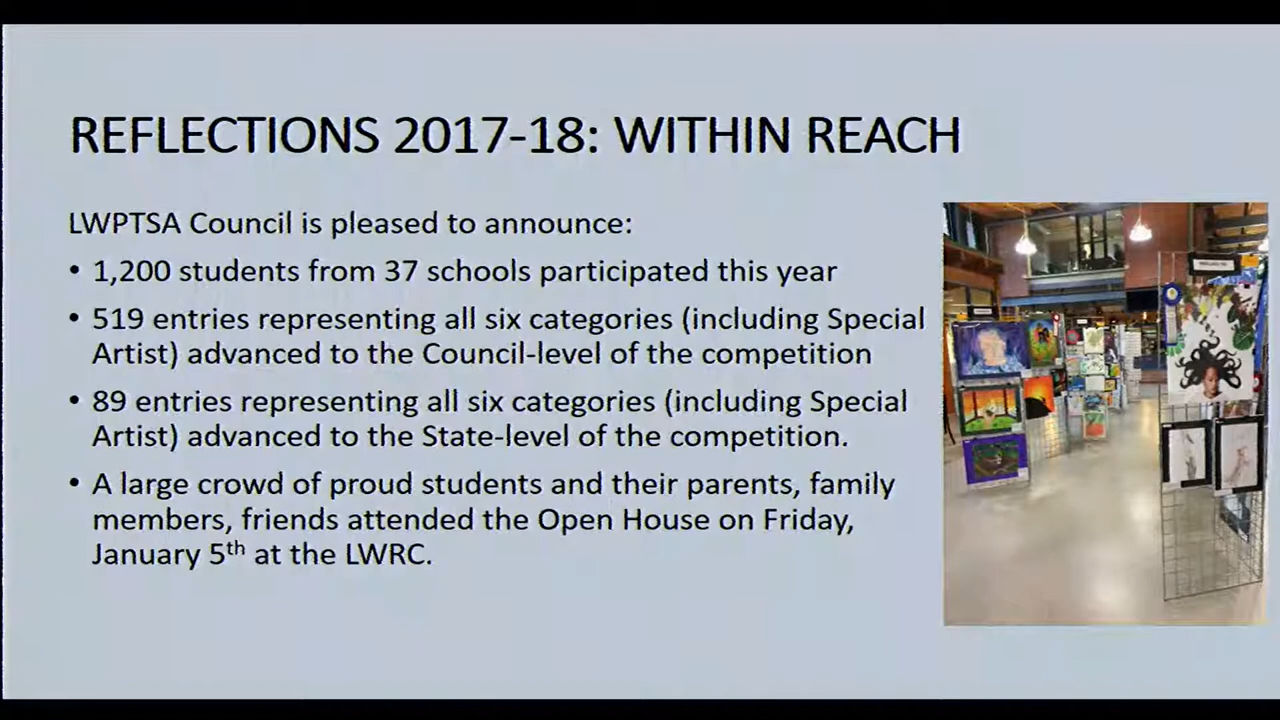 REFLECTIONS 2017-18: WITHIN REACH
LWPTSA Council is pleased to announce:
• 1,200 students from 37 schools participated this year
• 519 entries representing all six categories (including Special
Artist) advanced to the Council-level of the competition
• 89 entries representing all six categories (including Special
Artist) advanced to the State-level of the competition.
• A large crowd of proud students and their parents, family
members, friends attended the Open House on Friday,
January 5th at the LWRC.